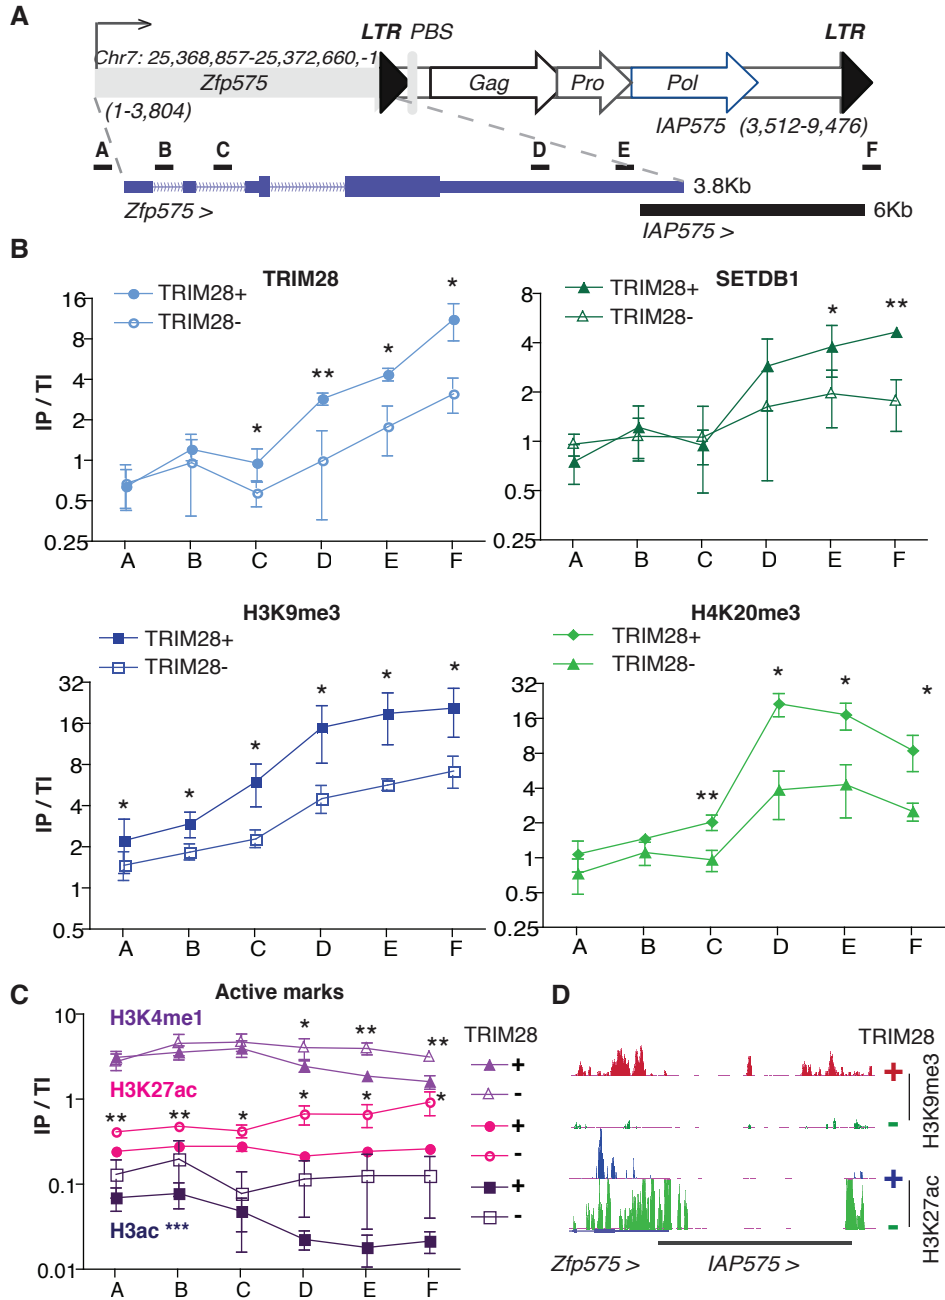 A
LTR PBS LTR
Chr7: 25,368,857-25,372,660,-1
Zfp575 Gag Pro Pol
(1-3,804) IAP575 (3,512-9,476)
A B C D E F
3.8Kb
Zfp575 >
6Kb
IAP575 >
B
TRIM28
TRIM28+
TRIM28-
IP / TI
16
8
4
2
1
0.5
0.25
* ** * *
A B C D E F
SETDB1
TRIM28+
TRIM28-
8
4
2
1
0.5
0.25
* **
A B C D E F
H3K9me3
TRIM28+
TRIM28-
IP / TI
32
16
8
4
2
1
0.5
* * * * * *
A B C D E F
H4K20me3
TRIM28+
TRIM28-
32
16
8
4
2
1
0.5
0.25
** * * *
A B C D E F
C
Active marks
IP / TI
10
1
0.1
0.01
H3K4me1
* ** **
H3K27ac
** ** * * * *
H3ac ***
A B C D E F
TRIM28
+
-
+
-
+
-
D
TRIM28
+
-
H3K9me3
+
-
H3K27ac
Zfp575 > IAP575 >